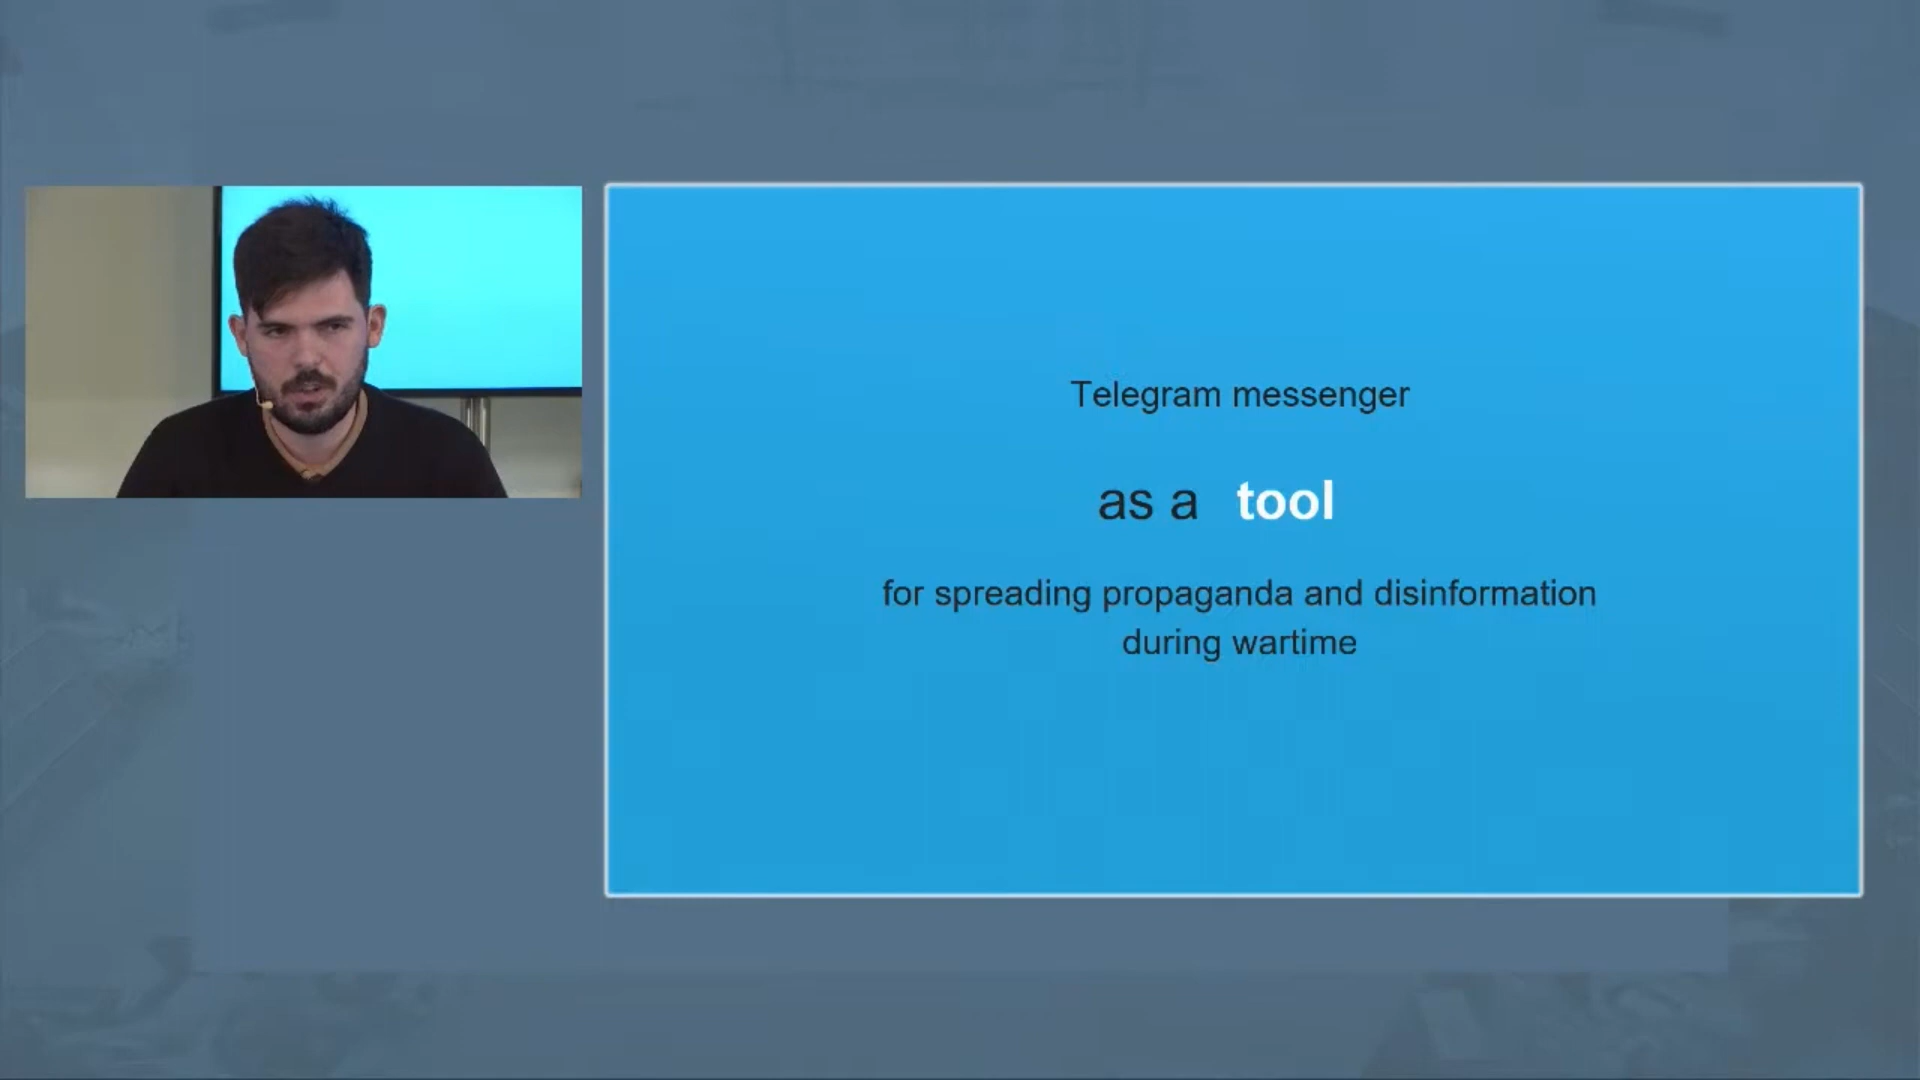 Telegram messenger
as a tool
for spreading propaganda and disinformation
during wartime